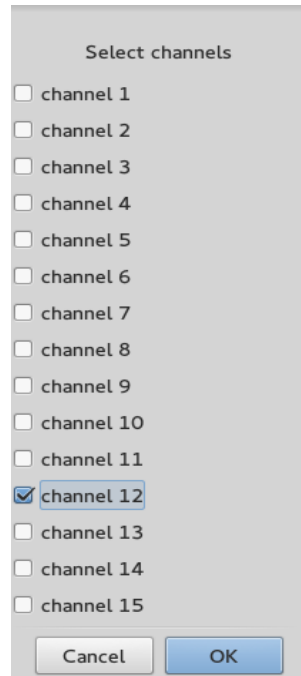 Select channels
channel 1
channel 2
channel 3
channel 4
channel 5
channel 6
channel 7
channel 8
channel 9
channel 10
channel 11
channel 12
channel 13
channel 14
channel 15
Cancel OK